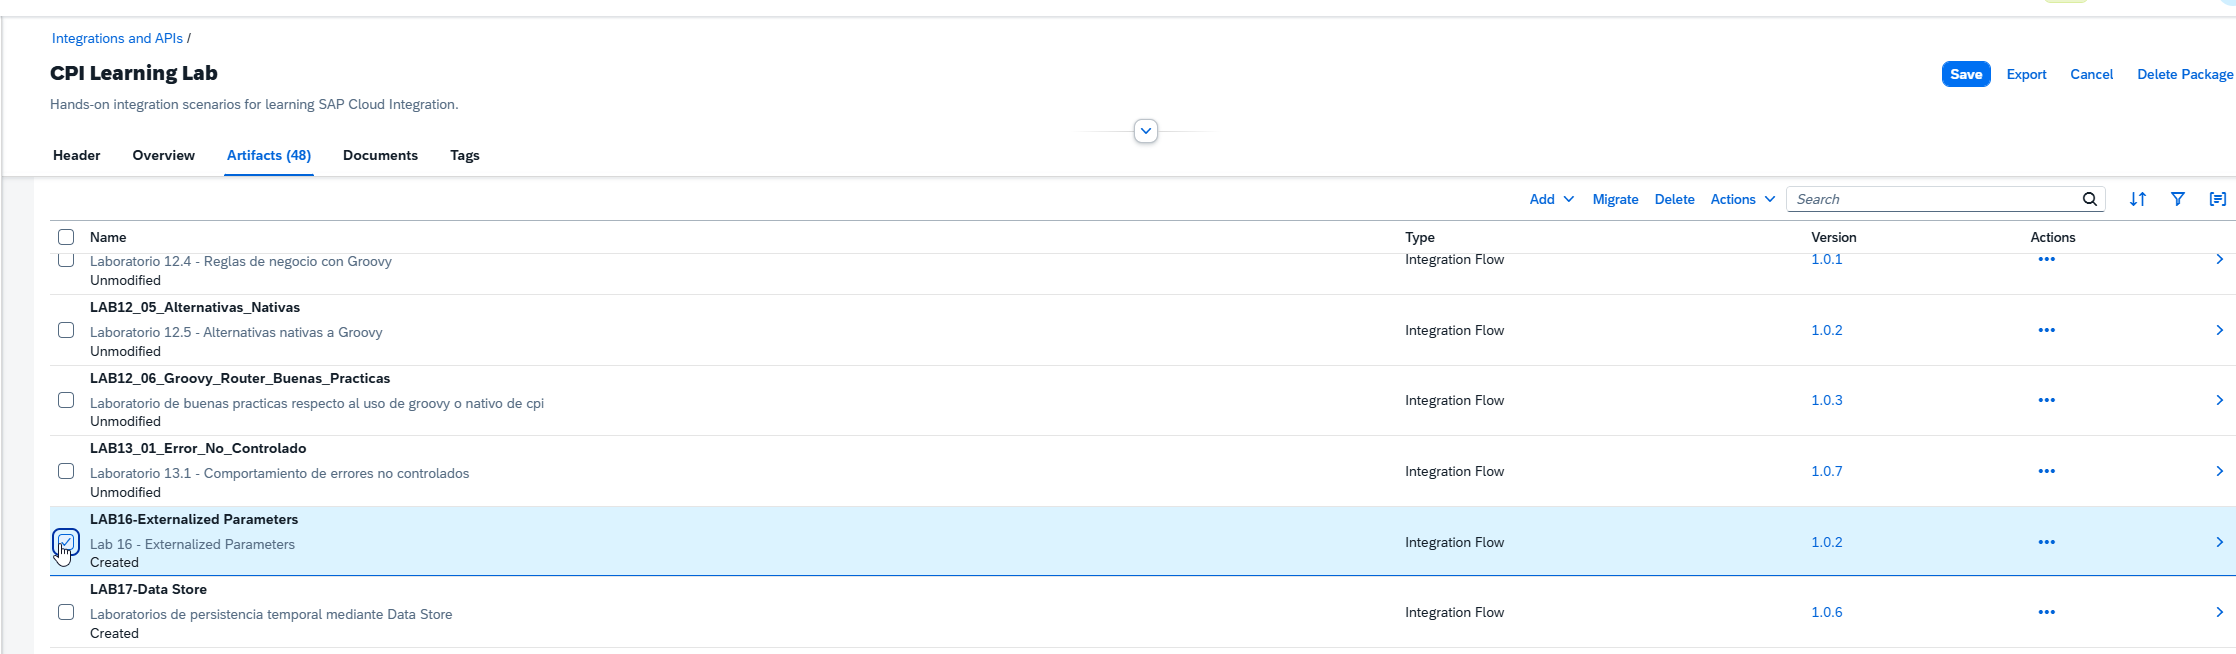 Integrations and APIs /
CPI Learning Lab
Save Export Cancel Delete Package
Hands-on integration scenarios for learning SAP Cloud Integration.
Header Overview Artifacts (48) Documents Tags
Add Migrate Delete Actions Search
Name Type Version Actions
Laboratorio 12.4 - Reglas de negocio con Groovy Integration Flow 1.0.1
Unmodified
LAB12_05_Alternativas_Nativas
Laboratorio 12.5 - Alternativas nativas a Groovy Integration Flow 1.0.2
Unmodified
LAB12_06_Groovy_Router_Buenas_Practicas
Laboratorio de buenas practicas respecto al uso de groovy o nativo de cpi Integration Flow 1.0.3
Unmodified
LAB13_01_Error_No_Controlado
Laboratorio 13.1 - Comportamiento de errores no controlados Integration Flow 1.0.7
Unmodified
LAB16-Externalized Parameters
Lab 16 - Externalized Parameters Integration Flow 1.0.2
Created
LAB17-Data Store
Laboratorios de persistencia temporal mediante Data Store Integration Flow 1.0.6
Created